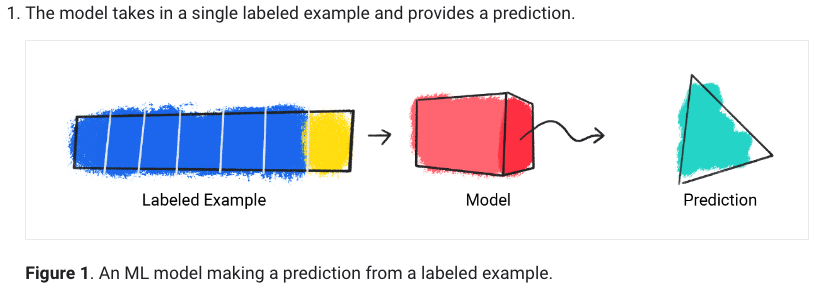 1. The model takes in a single labeled example and provides a prediction.
Labeled Example
Model
Prediction
Figure 1. An ML model making a prediction from a labeled example.